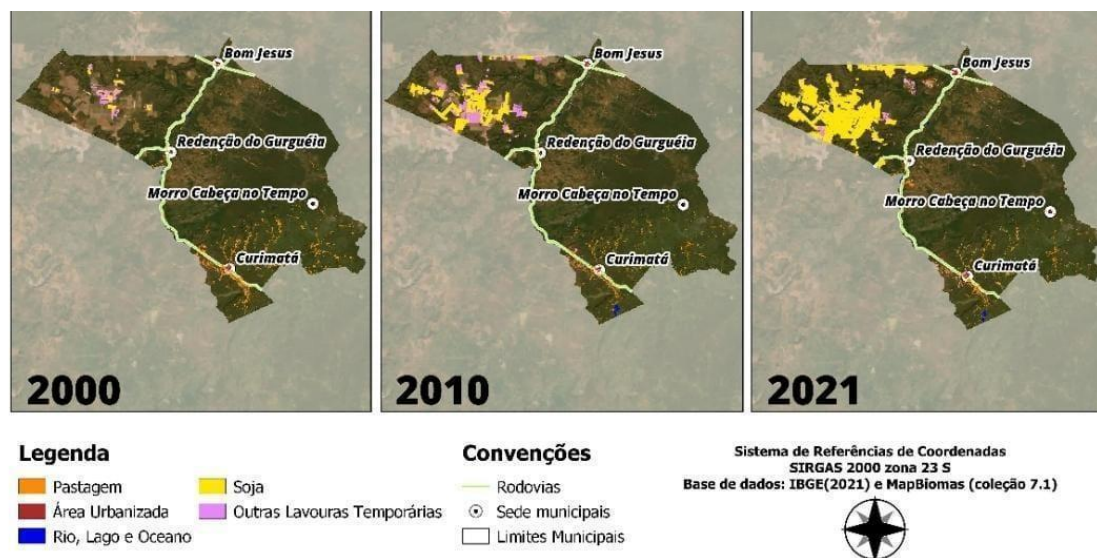 Bom Jesus
Redenção do Gurguéia
Morro Cabeça no Tempo
Curimatá
2000
Bom Jesus
Redenção do Gurguéia
Morro Cabeça no Tempo
Curimatá
2010
Bom Jesus
Redenção do Gurguéia
Morro Cabeça no Tempo
Curimatá
2021
Legenda
Pastagem
Área Urbanizada
Rio, Lago e Oceano
Soja
Outras Lavouras Temporárias
Convenções
Rodovias
Sede municipais
Limites Municipais
Sistema de Referências de Coordenadas
SIRGAS 2000 zona 23 S
Base de dados: IBGE(2021) e MapBiomas (coleção 7.1)